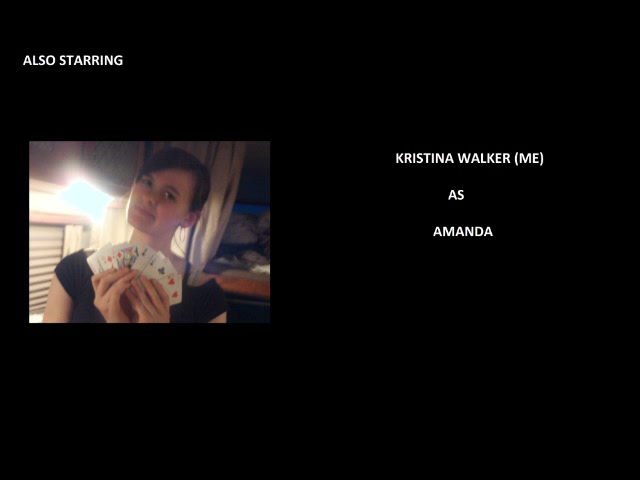 ALSO STARRING
KRISTINA WALKER (ME)
AS
AMANDA